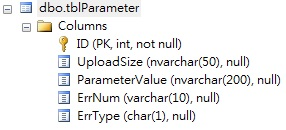 dbo.tblParameter
Columns
ID (PK, int, not null)
UploadSize (nvarchar(50), null)
ParameterValue (nvarchar(200), null)
ErrNum (varchar(10), null)
ErrType (char(1), null)